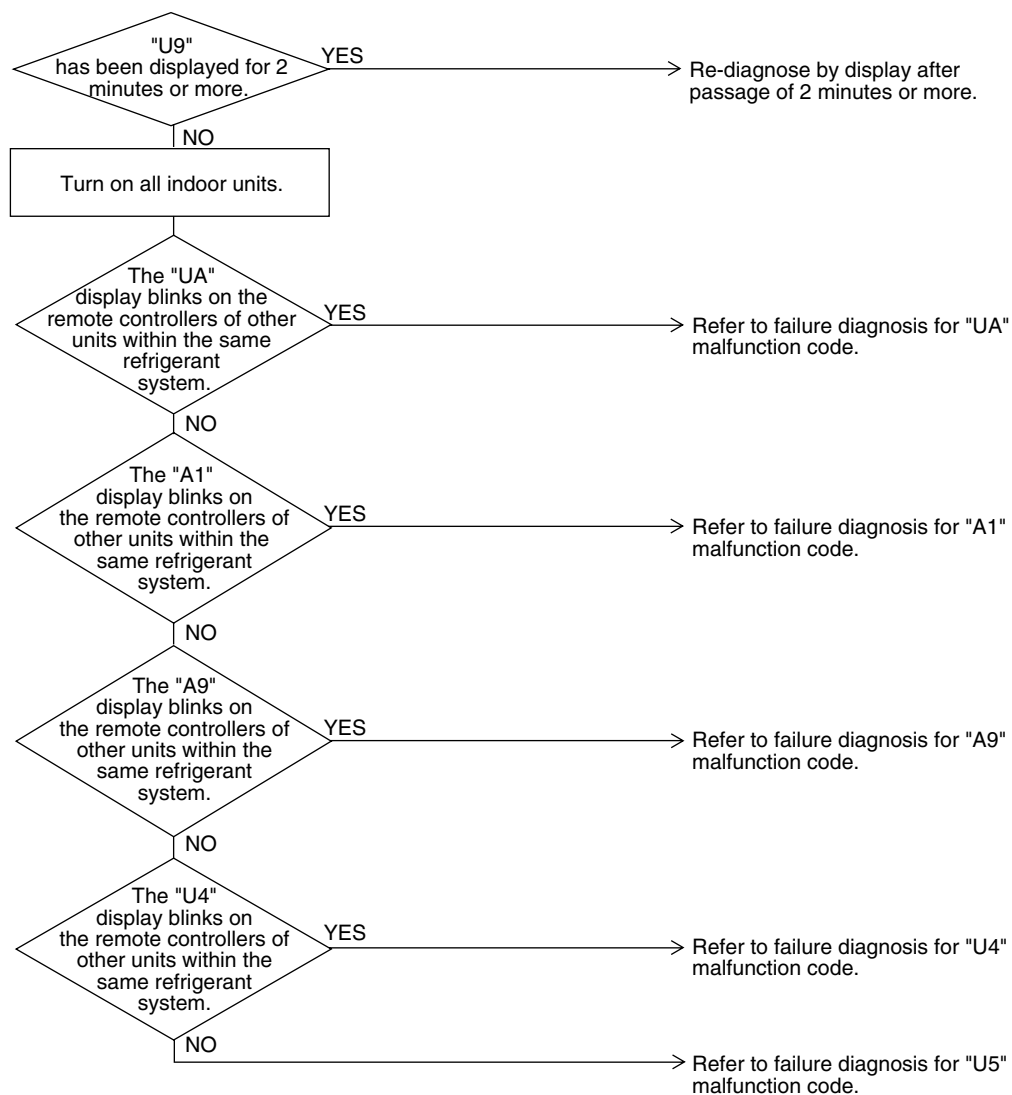 "U9"
has been displayed for 2
minutes or more.
YES
Re-diagnose by display after
passage of 2 minutes or more.
NO
Turn on all indoor units.
The "UA"
display blinks on the
remote controllers of other
units within the same
refrigerant
system.
YES
Refer to failure diagnosis for "UA"
malfunction code.
NO
The "A1"
display blinks on
the remote controllers of
other units within the
same refrigerant
system.
YES
Refer to failure diagnosis for "A1"
malfunction code.
NO
The "A9"
display blinks on
the remote controllers of
other units within the
same refrigerant
system.
YES
Refer to failure diagnosis for "A9"
malfunction code.
NO
The "U4"
display blinks on
the remote controllers of
other units within the
same refrigerant
system.
YES
Refer to failure diagnosis for "U4"
malfunction code.
NO
Refer to failure diagnosis for "U5"
malfunction code.